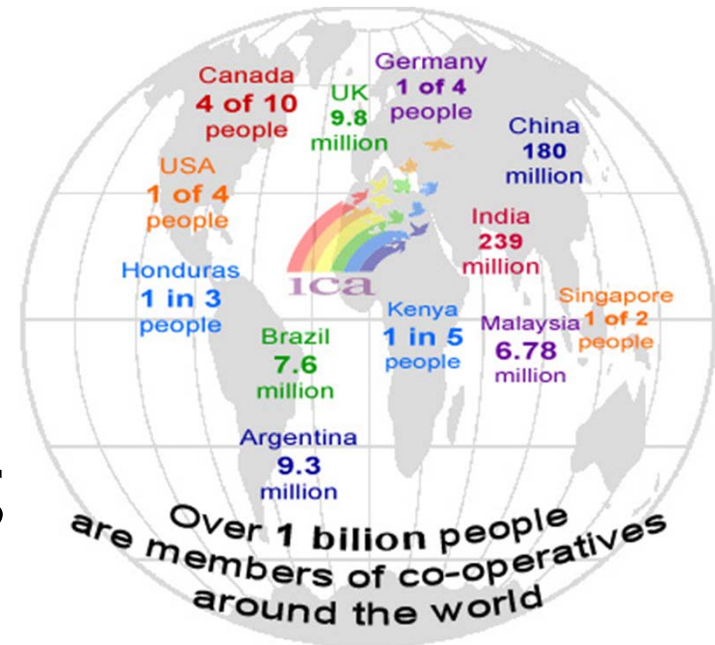 Canada
4 of 10
people
UK
9.8
million
Germany
1 of 4
people
China
180
million
USA
1 of 4
people
India
239
million
ica
Honduras
1 in 3
people
Brazil
7.6
million
Kenya
1 in 5
people
Malaysia
6.78
million
Singapore
1 of 2
people
Argentina
9.3
million
Over 1 bilion people
are members of co-operatives
around the world